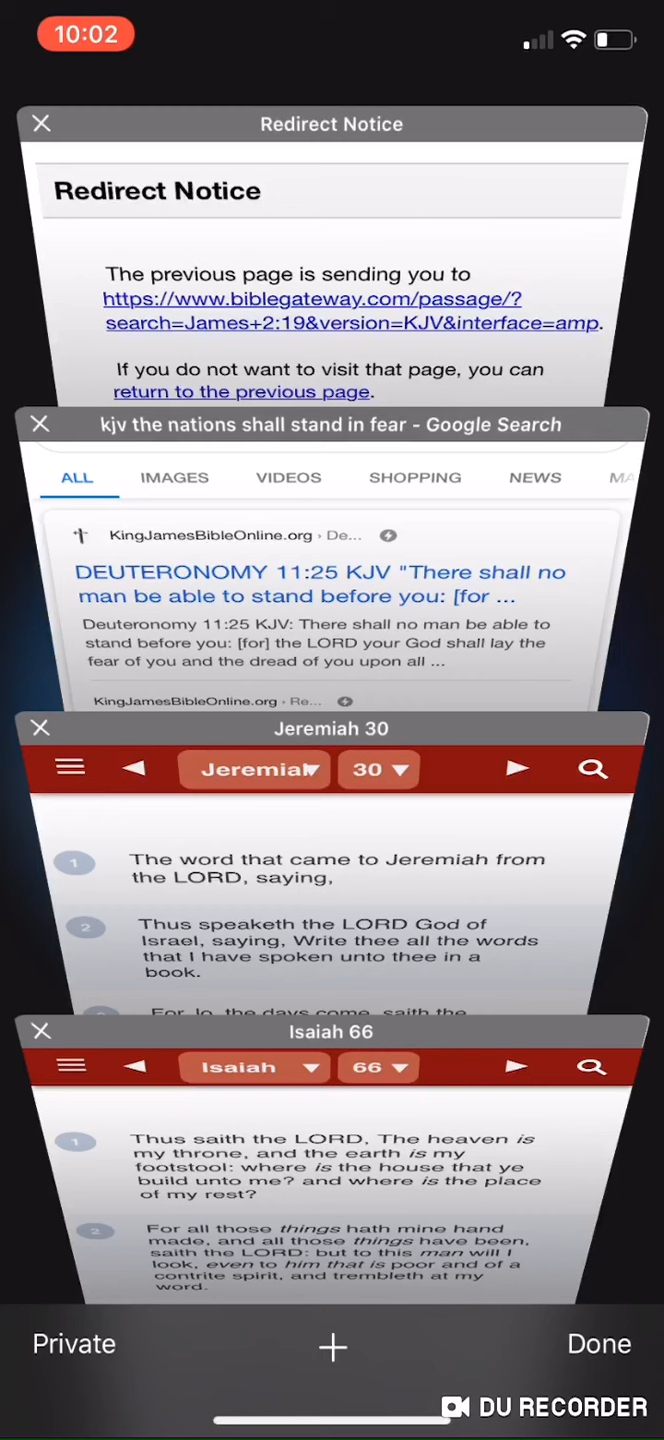 10:02
Redirect Notice
Redirect Notice
The previous page is sending you to
https://www.biblegateway.com/passage/?
search=James+2:19&version=KJV&interface=amp.
If you do not want to visit that page, you can
return to the previous page.
kjv the nations shall stand in fear - Google Search
ALL IMAGES VIDEOS SHOPPING NEWS MA
KingJamesBibleOnline.org › De...
DEUTERONOMY 11:25 KJV "There shall no
man be able to stand before you: [for ...
Deuteronomy 11:25 KJV: There shall no man be able to
stand before you: [for] the LORD your God shall lay the
fear of you and the dread of you upon all ...
KingJamesBibleOnline.org › Re...
Jeremiah 30
Jeremiah 30
1 The word that came to Jeremiah from
the LORD, saying,
2 Thus speaketh the LORD God of
Israel, saying, Write thee all the words
that I have spoken unto thee in a
book.
For, lo, the days come, saith the
Isaiah 66
Isaiah 66
1 Thus saith the LORD, The heaven is
my throne, and the earth is my
footstool: where is the house that ye
build unto me? and where is the place
of my rest?
2 For all those things hath mine hand
made, and all those things have been,
saith the LORD: but to this man will I
look, even to him that is poor and of a
contrite spirit, and trembleth at my
word.
Private + Done
DU RECORDER